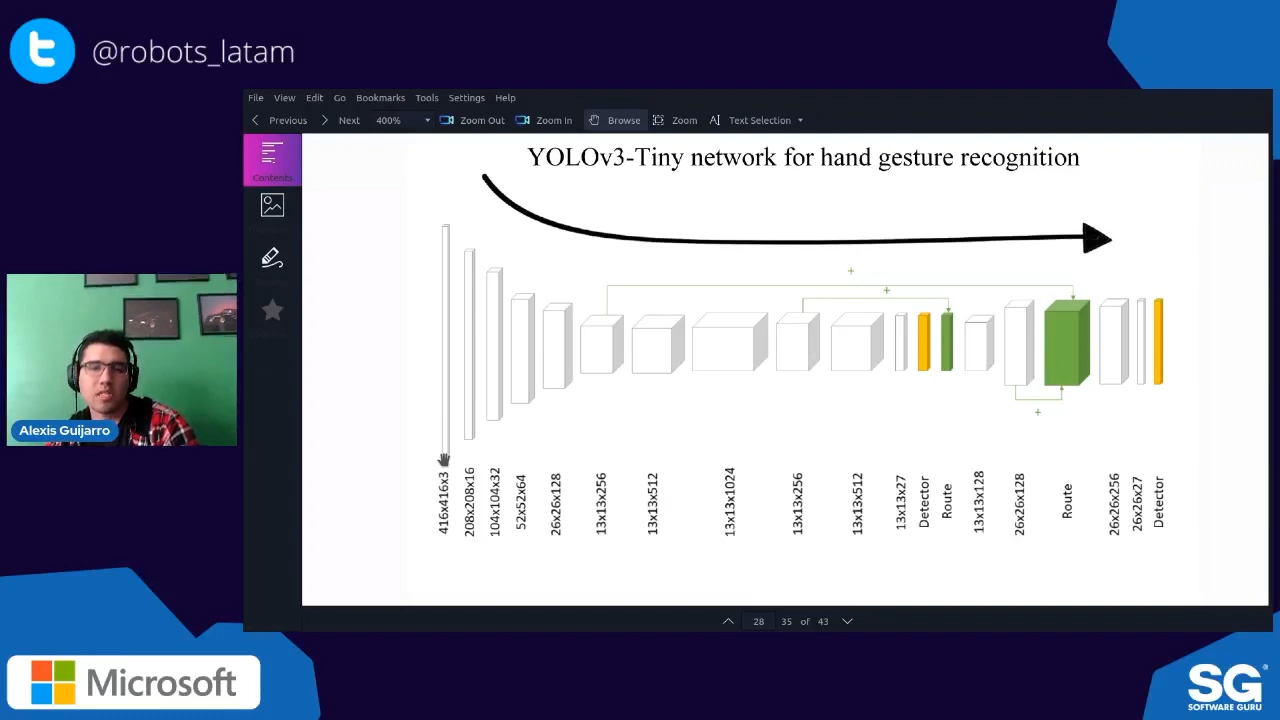 @robots_latam
File View Edit Go Bookmarks Tools Settings Help
Previous Next 400% Zoom Out Zoom In Browse Zoom Text Selection
Contents
YOLOv3-Tiny network for hand gesture recognition
+
+
+
416x416x3
208x208x16
104x104x32
52x52x64
26x26x128
13x13x256
13x13x512
13x13x1024
13x13x256
13x13x512
13x13x27
Detector
Route
13x13x128
26x26x128
Route
26x26x256
26x26x27
Detector
Alexis Guijarro
28 35 of 43
Microsoft
SG
SOFTWARE GURU